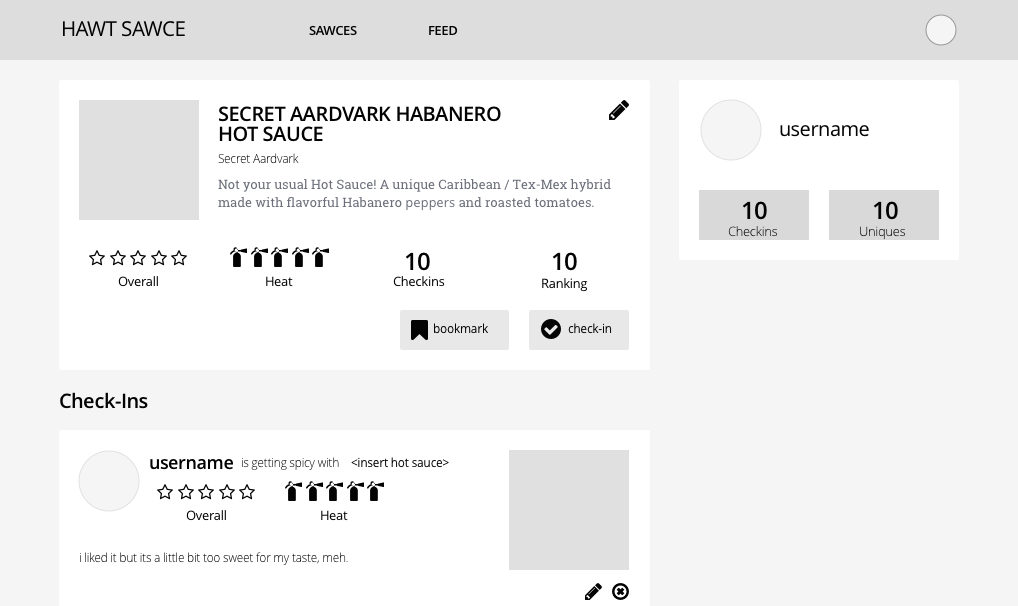 HAWT SAWCE
SAWCES
FEED
SECRET AARDVARK HABANERO
HOT SAUCE
Secret Aardvark
Not your usual Hot Sauce! A unique Caribbean / Tex-Mex hybrid
made with flavorful Habanero peppers and roasted tomatoes.
Overall
Heat
10
Checkins
10
Ranking
bookmark
check-in
username
10
Checkins
10
Uniques
Check-Ins
username is getting spicy with <insert hot sauce>
Overall
Heat
i liked it but its a little bit too sweet for my taste, meh.